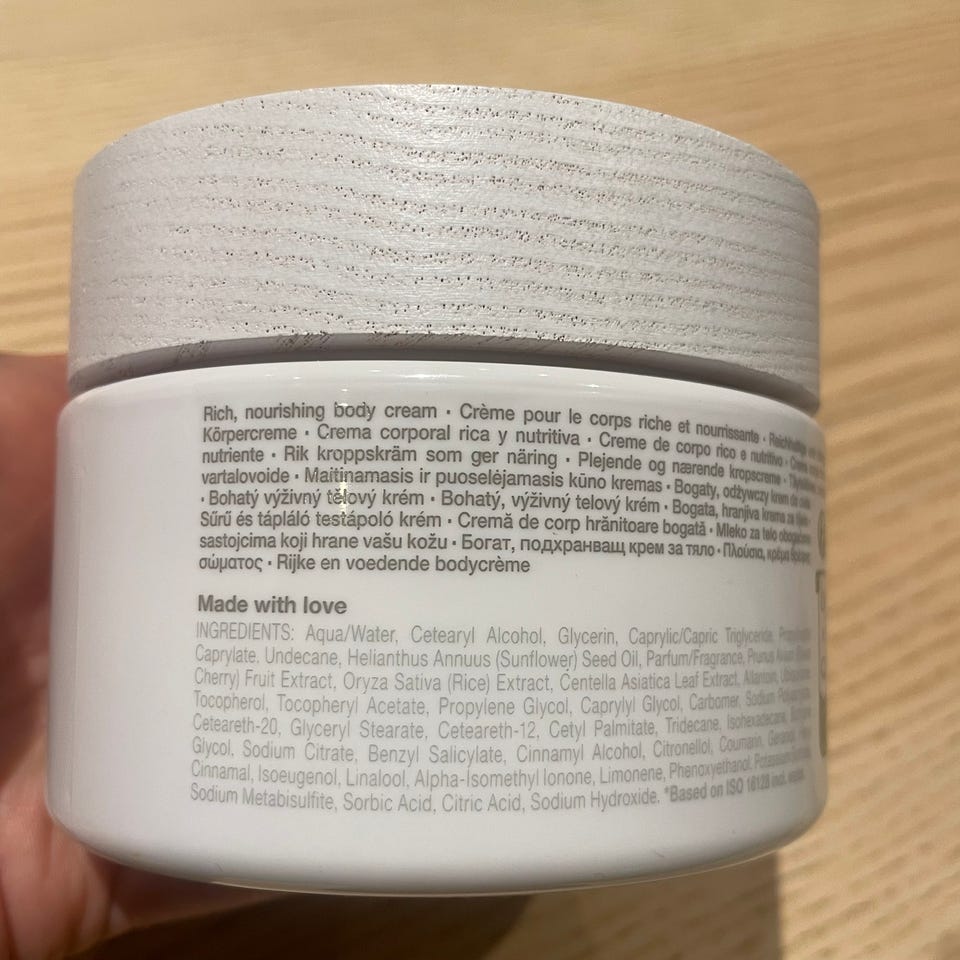 Rich, nourishing body cream · Crème pour le corps riche et nourrissante · Reichhaltige
Körpercreme · Crema corporal rica y nutritiva · Creme de corpo rico e nutritivo · Crema
nutriente · Rik kroppskräm som ger näring · Plejende og nærende kropscreme ·
vartalovoide · Maitinamasis ir puoselėjamasis kūno kremas · Bogaty, odżywczy krem do ciała
· Bohatý výživný tělový krém · Bohatý, výživný telový krém · Bogata, hranjiva krema za
Sűrű és tápláló testápoló krém · Cremă de corp hrănitoare bogată · Mleko za telo obogaćeno
sastojcima koji hrane vašu kožu · Богат, подхранващ крем за тяло · Πλούσια, κρέμα
σώματος · Rijke en voedende bodycrème
Made with love
INGREDIENTS: Aqua/Water, Cetearyl Alcohol, Glycerin, Caprylic/Capric Triglyceride,
Caprylate, Undecane, Helianthus Annuus (Sunflower) Seed Oil, Parfum/Fragrance, Prunus Avium
Cherry) Fruit Extract, Oryza Sativa (Rice) Extract, Centella Asiatica Leaf Extract, Allantoin,
Tocopherol, Tocopheryl Acetate, Propylene Glycol, Caprylyl Glycol, Carbomer, Sodium
Ceteareth-20, Glyceryl Stearate, Ceteareth-12, Cetyl Palmitate, Tridecane, Isohexadecane,
Glycol, Sodium Citrate, Benzyl Salicylate, Cinnamyl Alcohol, Citronellol, Coumarin, Geraniol,
Cinnamal, Isoeugenol, Linalool, Alpha-Isomethyl Ionone, Limonene, Phenoxyethanol, Potassium
Sodium Metabisulfite, Sorbic Acid, Citric Acid, Sodium Hydroxide. *Based on ISO 16128 incl. water.